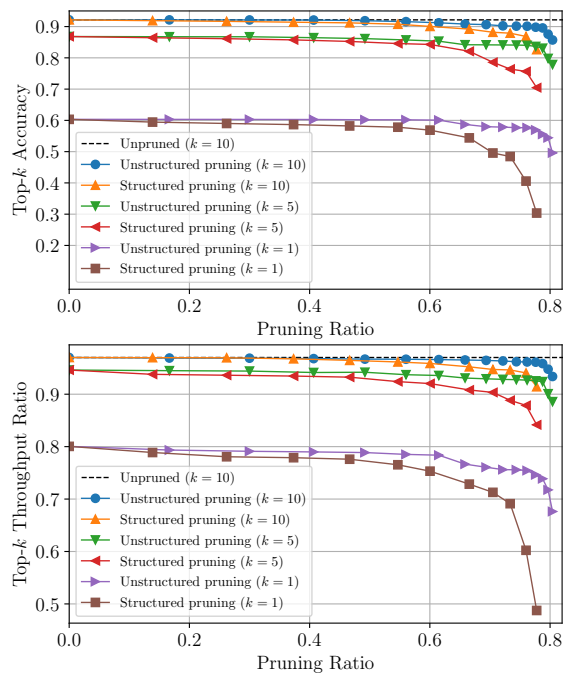 0.9
0.8
0.7
0.6
0.5
0.4
0.3
0.2
Top-k Accuracy
Unpruned (k = 10)
Unstructured pruning (k = 10)
Structured pruning (k = 10)
Unstructured pruning (k = 5)
Structured pruning (k = 5)
Unstructured pruning (k = 1)
Structured pruning (k = 1)
0.0 0.2 0.4 0.6 0.8
Pruning Ratio
0.9
0.8
0.7
0.6
0.5
Top-k Throughput Ratio
Unpruned (k = 10)
Unstructured pruning (k = 10)
Structured pruning (k = 10)
Unstructured pruning (k = 5)
Structured pruning (k = 5)
Unstructured pruning (k = 1)
Structured pruning (k = 1)
0.0 0.2 0.4 0.6 0.8
Pruning Ratio